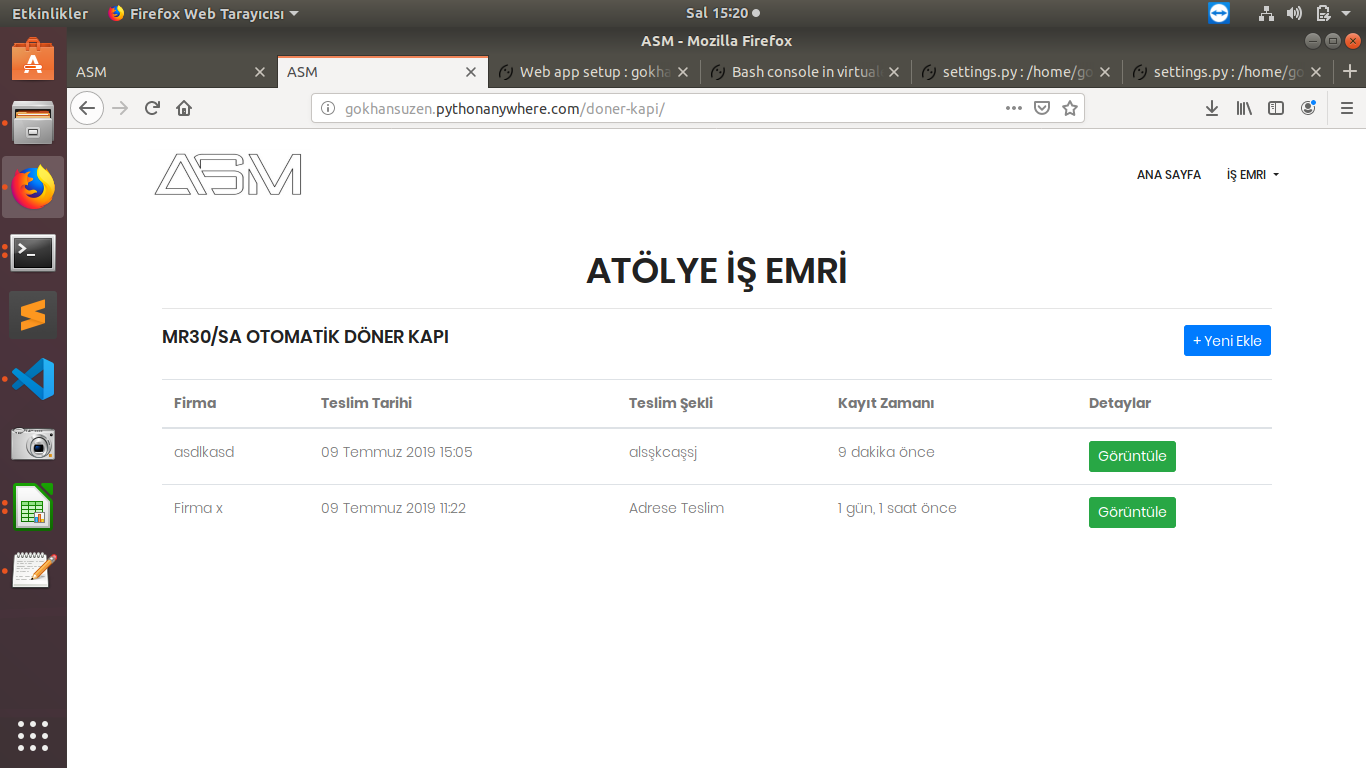 Etkinlikler Firefox Web Tarayıcısı Sal 15:20
ASM - Mozilla Firefox
ASM ASM Web app setup : gokha Bash console in virtual settings.py : /home/go settings.py : /home/go
gokhansuzen.pythonanywhere.com/doner-kapi/
ASM ANA SAYFA İŞ EMRI
ATÖLYE İŞ EMRİ
MR30/SA OTOMATİK DÖNER KAPI + Yeni Ekle
Firma Teslim Tarihi Teslim Şekli Kayıt Zamanı Detaylar
asdlkasd 09 Temmuz 2019 15:05 alsşkcaşsj 9 dakika önce Görüntüle
Firma x 09 Temmuz 2019 11:22 Adrese Teslim 1 gün, 1 saat önce Görüntüle